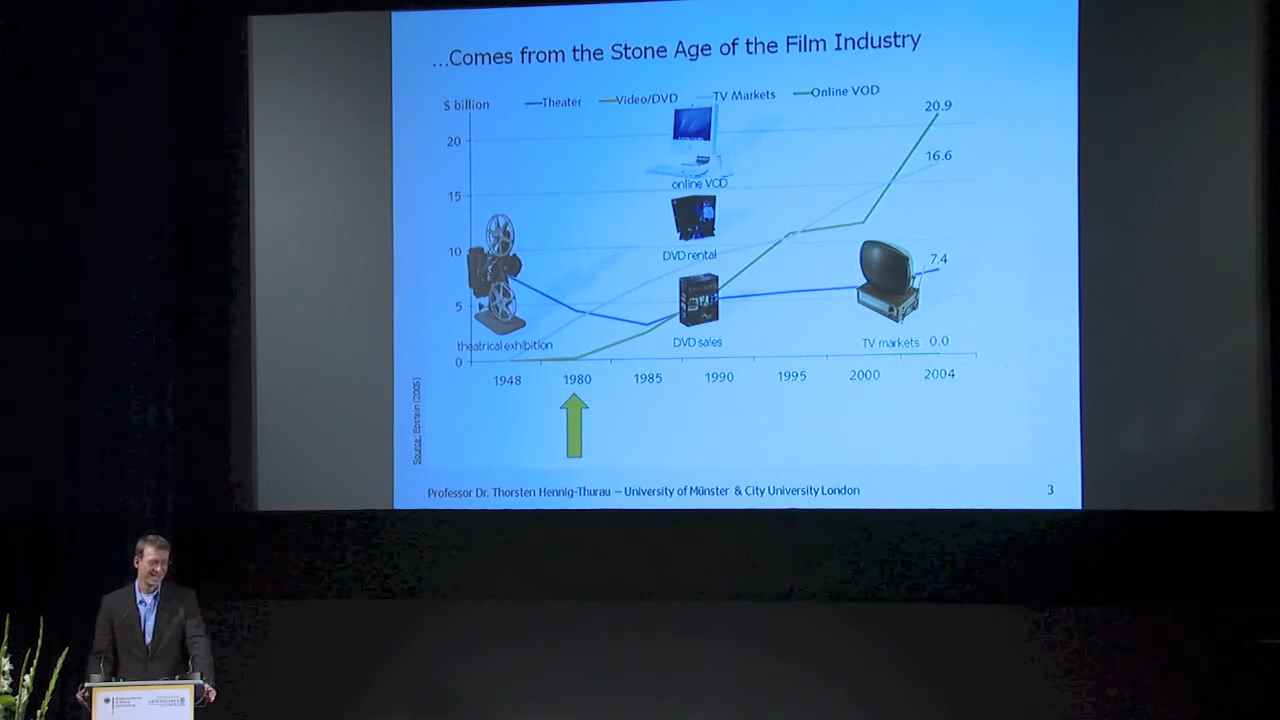 ...Comes from the Stone Age of the Film Industry
$ billion
Theater
Video/DVD
TV Markets
Online VOD
20.9
20
16.6
online VOD
15
DVD rental
10
7.4
5
theatrical exhibition
DVD sales
TV markets
0.0
0
1948
1980
1985
1990
1995
2000
2004
Source: Epstein (2005)
Professor Dr. Thorsten Hennig-Thurau – University of Münster & City University London
3